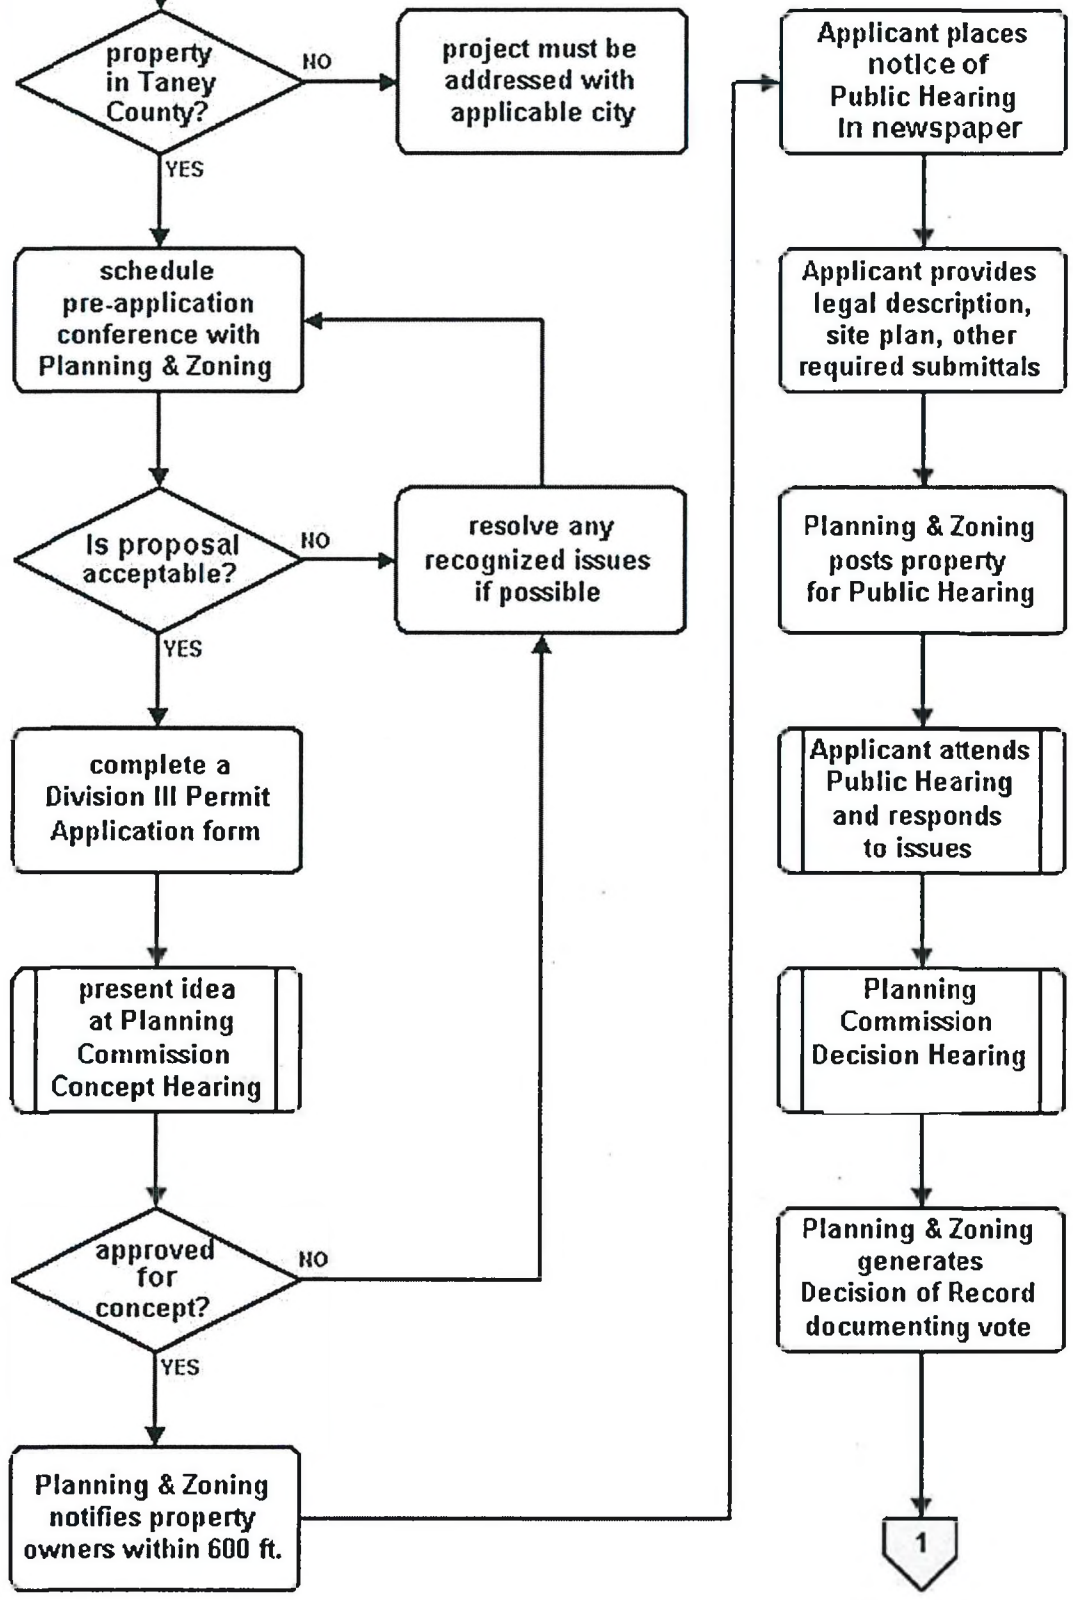 property
in Taney
County?
NO
project must be
addressed with
applicable city
YES
schedule
pre-application
conference with
Planning & Zoning
Is proposal
acceptable?
NO
resolve any
recognized issues
if possible
YES
complete a
Division III Permit
Application form
present idea
at Planning
Commission
Concept Hearing
approved
for
concept?
NO
YES
Planning & Zoning
notifies property
owners within 600 ft.
Applicant places
notice of
Public Hearing
In newspaper
Applicant provides
legal description,
site plan, other
required submittals
Planning & Zoning
posts property
for Public Hearing
Applicant attends
Public Hearing
and responds
to issues
Planning
Commission
Decision Hearing
Planning & Zoning
generates
Decision of Record
documenting vote
1